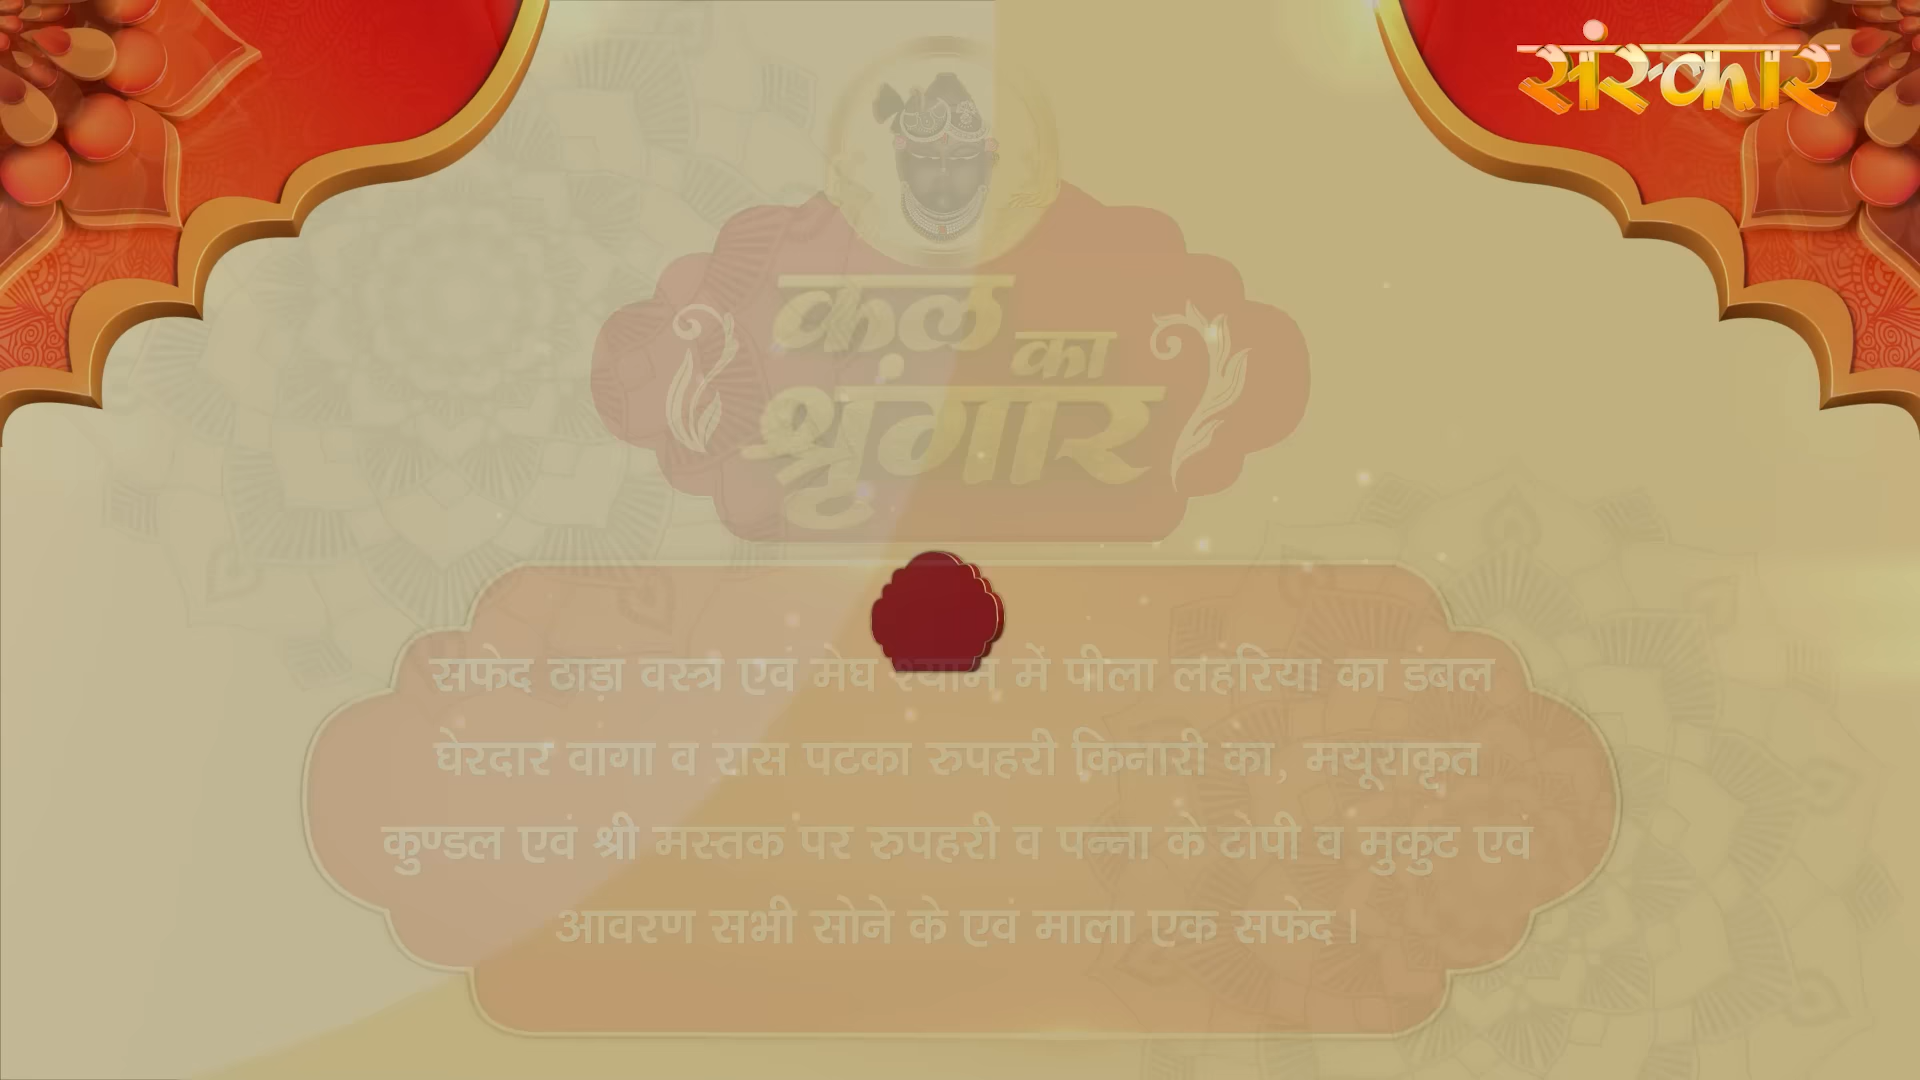 संस्कार
कल का
श्रृंगार
सफेद ठाड़ा वस्त्र एवं मेघ श्याम में पीला लहरिया का डबल
घेरदार वागा व रास पटका रुपहरी किनारी का, मयूराकृत
कुण्डल एवं श्री मस्तक पर रुपहरी व पन्ना के टोपी व मुकुट एवं
आवरण सभी सोने के एवं माला एक सफेद।